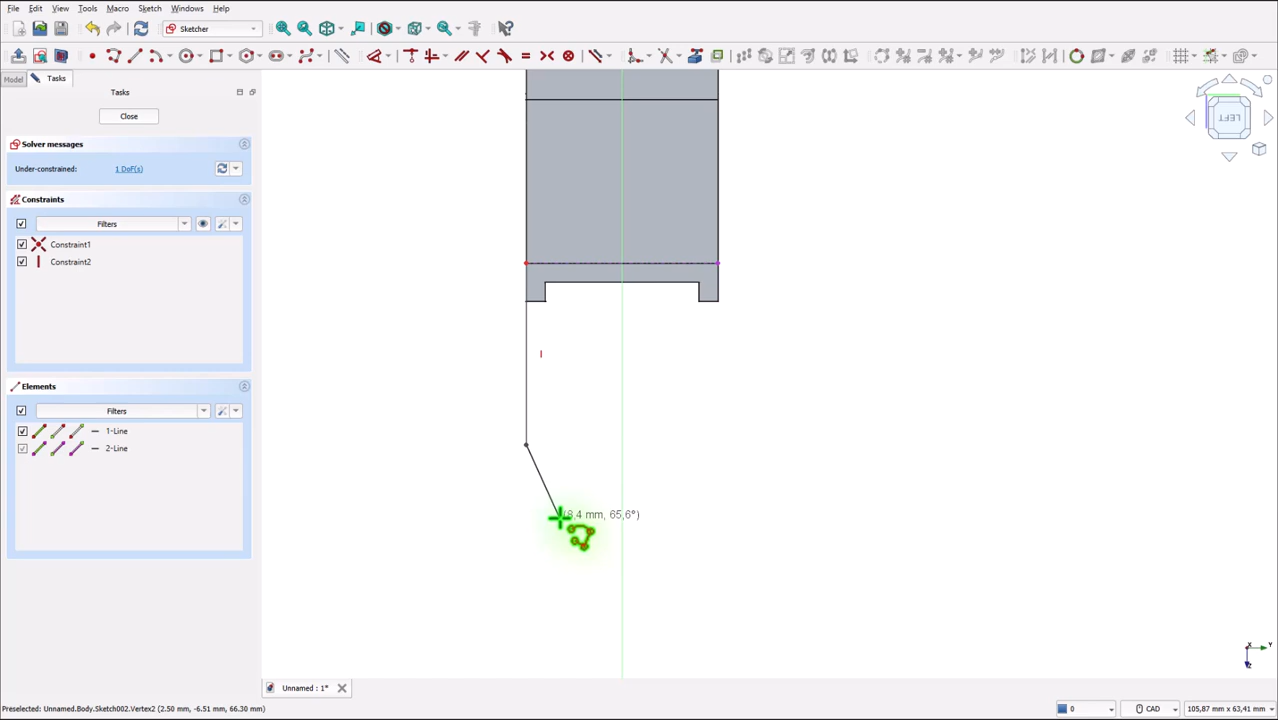 File Edit View Tools Macro Sketch Windows Help
Sketcher
Model Tasks
Tasks
Close
Solver messages
Under-constrained: 1 DoF(s)
Constraints
Filters
Constraint1
Constraint2
Elements
Filters
1-Line
2-Line
(8,4 mm, 65,6°)
LEFT
X Y
Z
Unnamed : 1*
Preselected: Unnamed.Body.Sketch002.Vertex2 (2.50 mm, -6.51 mm, 66.30 mm) 0 CAD 105,87 mm x 63,41 mm